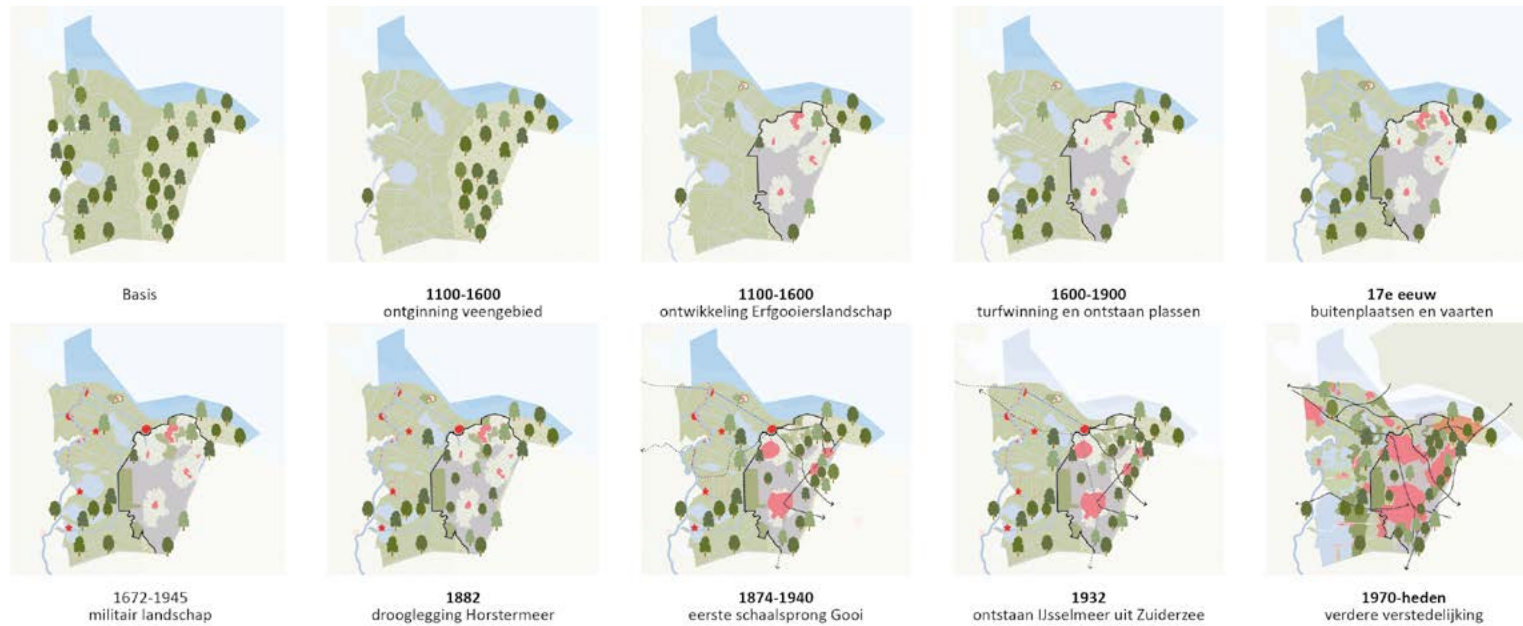 Basis
1100-1600
ontginning veengebied
1100-1600
ontwikkeling Erfgooierslandschap
1600-1900
turfwinning en ontstaan plassen
17e eeuw
buitenplaatsen en vaarten
1672-1945
militair landschap
1882
drooglegging Horstermeer
1874-1940
eerste schaalsprong Gooi
1932
ontstaan IJsselmeer uit Zuiderzee
1970-heden
verdere verstedelijking